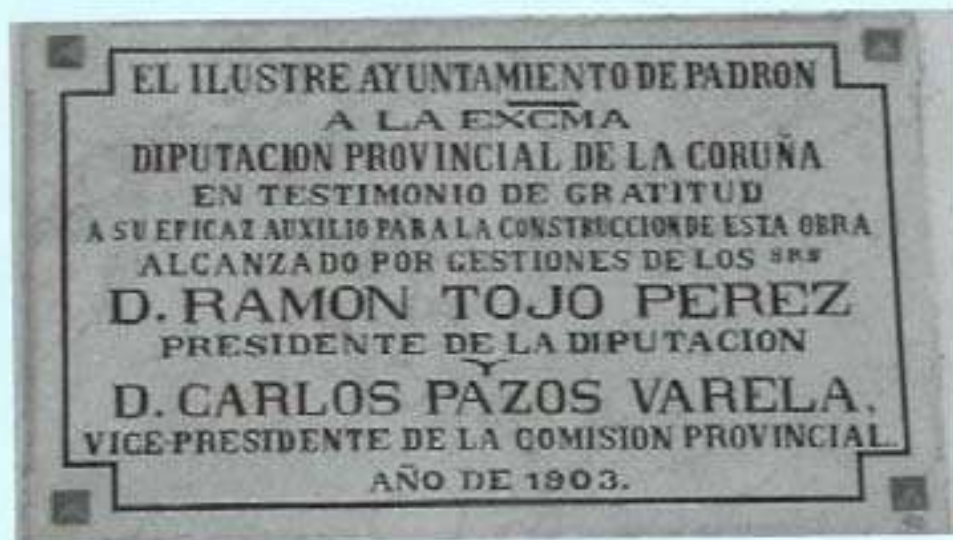 EL ILUSTRE AYUNTAMIENTO DE PADRON
A LA EXCMA
DIPUTACION PROVINCIAL DE LA CORUÑA
EN TESTIMONIO DE GRATITUD
A SU EFICAZ AUXILIO PARA LA CONSTRUCCION DE ESTA OBRA
ALCANZADO POR GESTIONES DE LOS SRS
D. RAMON TOJO PEREZ
PRESIDENTE DE LA DIPUTACION
Y
D. CARLOS PAZOS VARELA,
VICE-PRESIDENTE DE LA COMISION PROVINCIAL.
AÑO DE 1903.